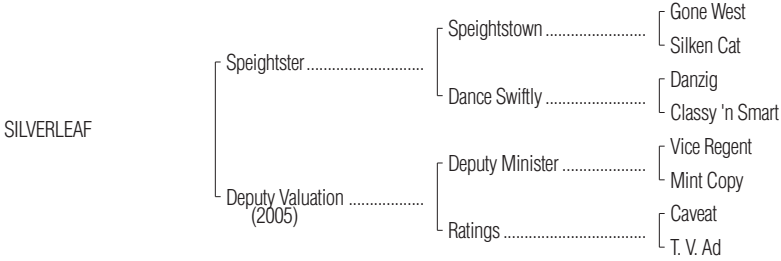 Gone West
Speightstown ........................
Silken Cat
Speightster ............................
Danzig
Dance Swiftly ........................
Classy 'n Smart
SILVERLEAF
Vice Regent
Deputy Minister ....................
Mint Copy
Deputy Valuation ..................
(2005)
Caveat
Ratings ..................................
T. V. Ad